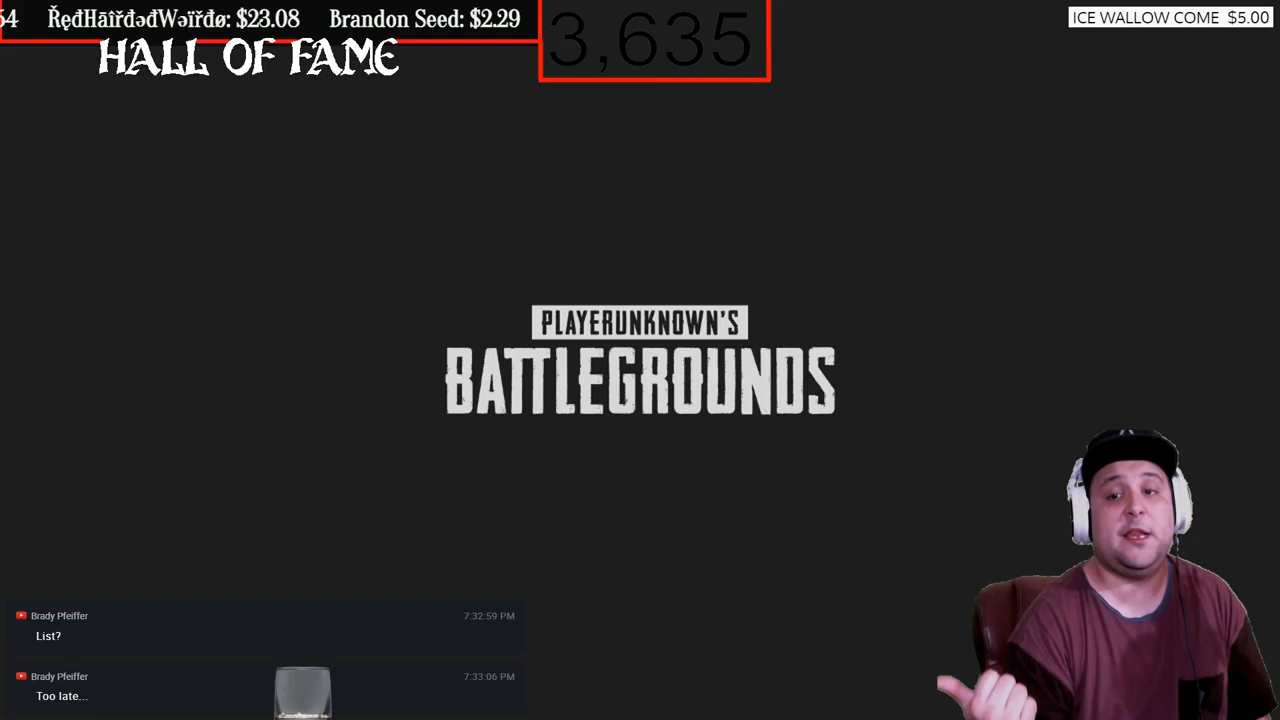 54 ŘęđHāïřđəđWəïřđø: $23.08 Brandon Seed: $2.29
HALL OF FAME
3,635
ICE WALLOW COME $5.00
PLAYERUNKNOWN'S
BATTLEGROUNDS
Brady Pfeiffer 7:32:59 PM
List?
Brady Pfeiffer 7:33:06 PM
Too late...